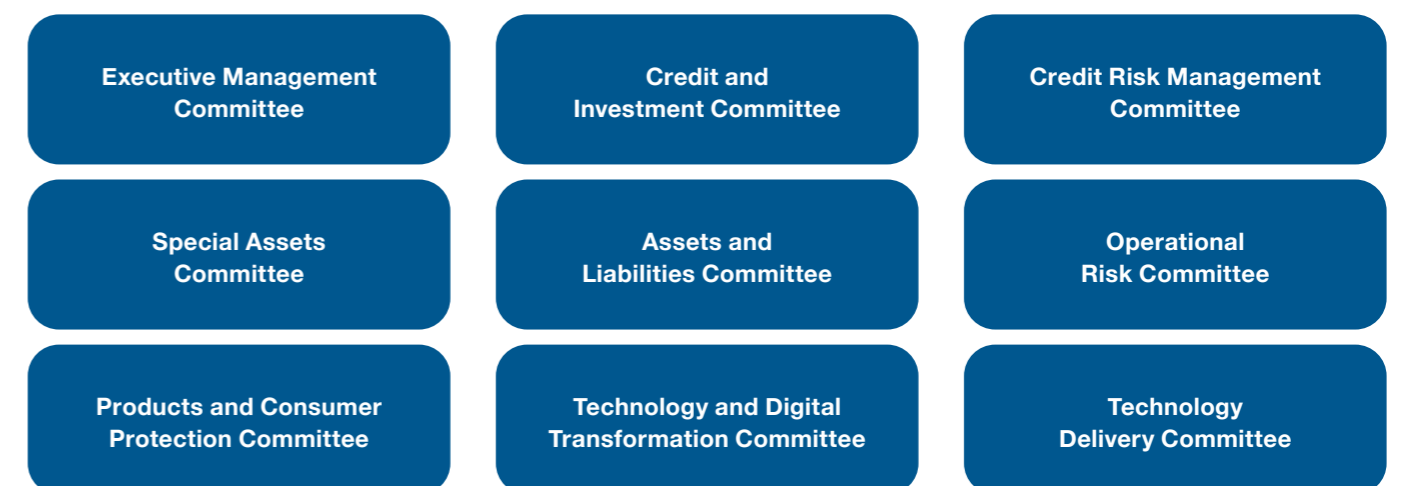 Executive Management
Committee
Credit and
Investment Committee
Credit Risk Management
Committee
Special Assets
Committee
Assets and
Liabilities Committee
Operational
Risk Committee
Products and Consumer
Protection Committee
Technology and Digital
Transformation Committee
Technology
Delivery Committee